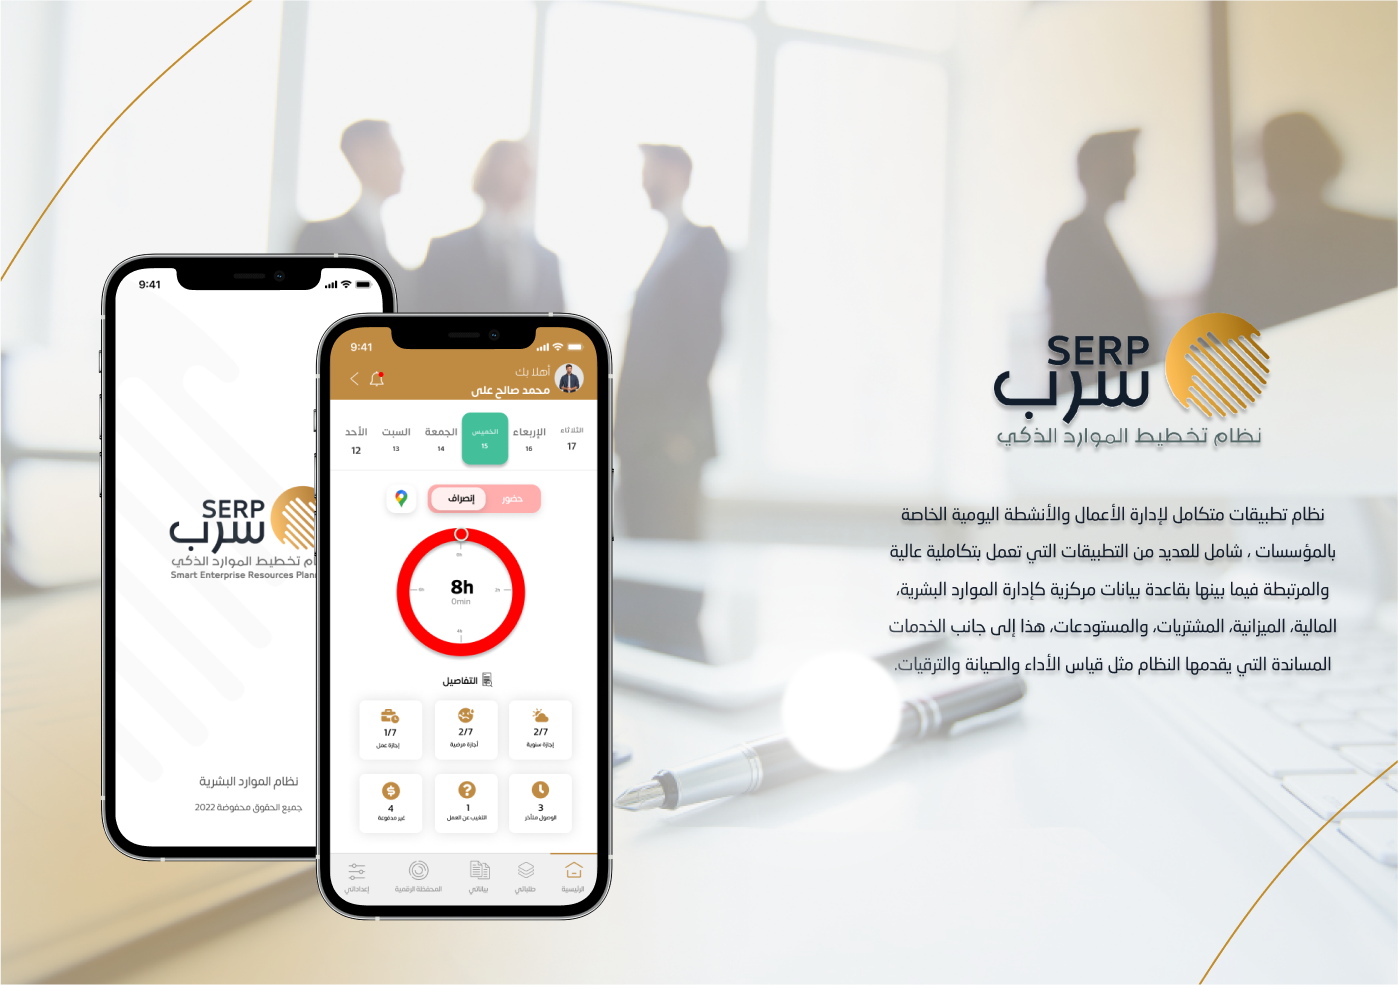 9:41
SERP
سرب
نظام تخطيط الموارد الذكي
Smart Enterprise Resources Plan
نظام الموارد البشرية
جميع الحقوق محفوظة 2022
9:41
أهلا بك
محمد صالح على
الثلاثاء الإربعاء الخميس الجمعة السبت الأحد
17 16 15 14 13 12
حضور إنصراف
0h
8h
0min
2h
4h
6h
التفاصيل
2/7 2/7 1/7
إجازة سنوية أجازة مرضية إجازة عمل
3 1 4
الوصول متأخر التغيب عن العمل غير مدفوعة
الرئيسية طلباتي بياناتي المحفظة الرقمية إعداداتي
SERP
سرب
نظام تخطيط الموارد الذكي
نظام تطبيقات متكامل لإدارة الأعمال والأنشطة اليومية الخاصة
بالمؤسسات ، شامل للعديد من التطبيقات التي تعمل بتكاملية عالية
والمرتبطة فيما بينها بقاعدة بيانات مركزية كإدارة الموارد البشرية،
المالية، الميزانية، المشتريات، والمستودعات، هذا إلى جانب الخدمات
المساندة التي يقدمها النظام مثل قياس الأداء والصيانة والترقيات.